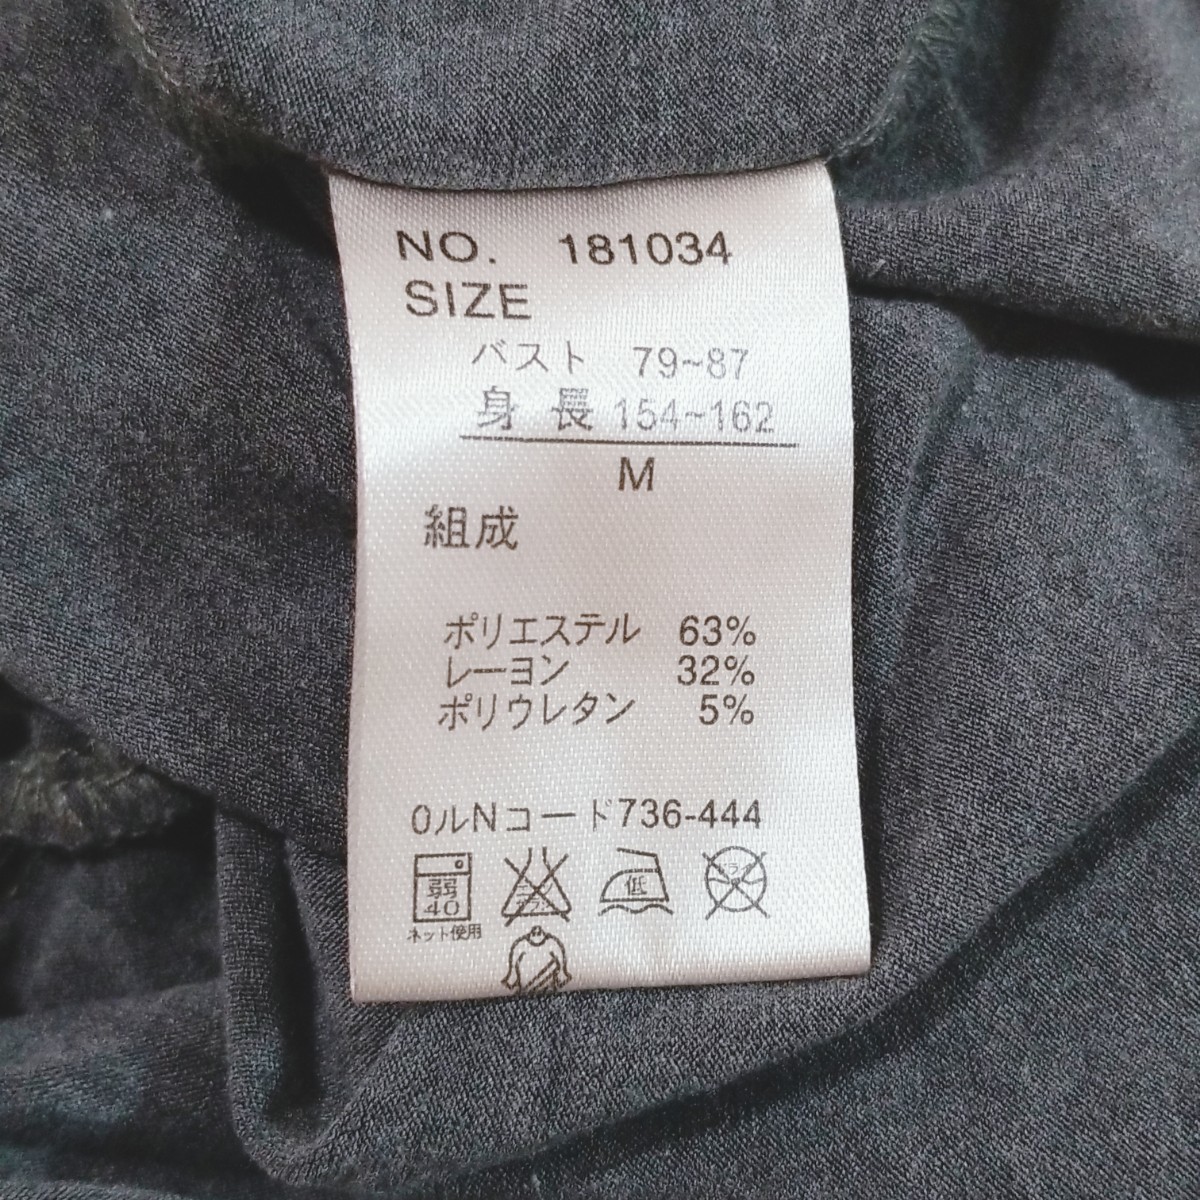 NO. 181034
SIZE
バスト 79~87
身長 154~162
M
組成
ポリエステル 63%
レーヨン 32%
ポリウレタン 5%
0ルNコード736-444
弱
40
低
ネット使用